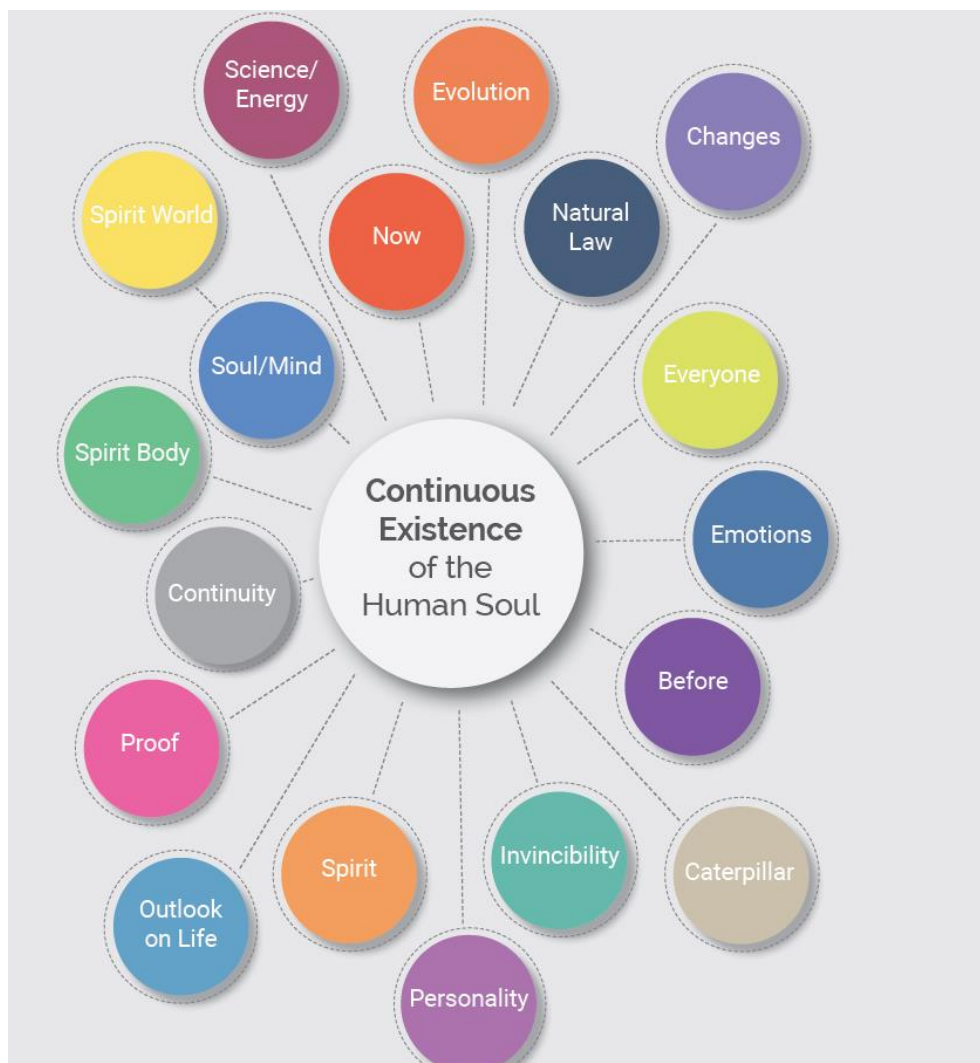 Science/
Energy
Evolution
Changes
Spirit World
Now
Natural
Law
Soul/Mind
Everyone
Spirit Body
Continuous
Existence
of the
Human Soul
Emotions
Continuity
Before
Proof
Spirit
Invincibility
Caterpillar
Outlook
on Life
Personality